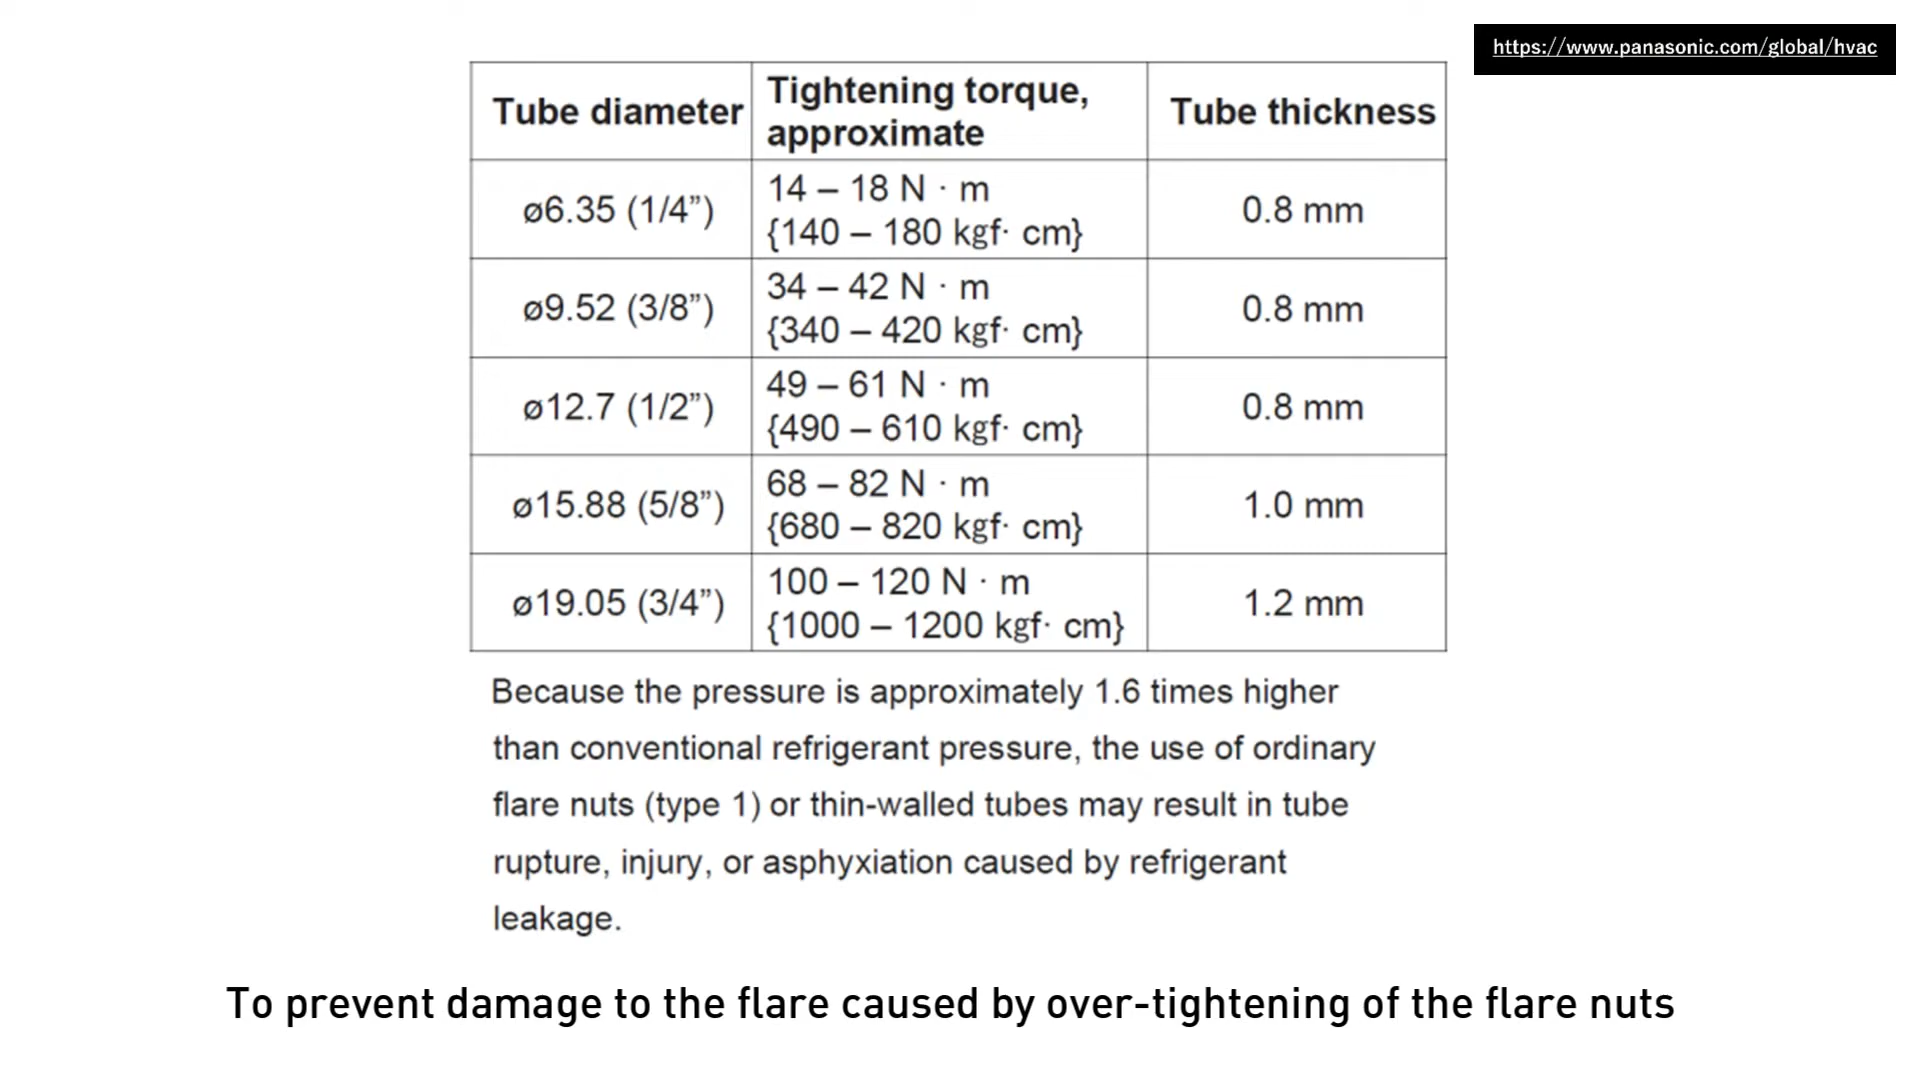 https://www.panasonic.com/global/hvac
Tube diameter
Tightening torque,
approximate
Tube thickness
ø6.35 (1/4”)
14 – 18 N · m
{140 – 180 kgf· cm}
0.8 mm
ø9.52 (3/8”)
34 – 42 N · m
{340 – 420 kgf· cm}
0.8 mm
ø12.7 (1/2”)
49 – 61 N · m
{490 – 610 kgf· cm}
0.8 mm
ø15.88 (5/8”)
68 – 82 N · m
{680 – 820 kgf· cm}
1.0 mm
ø19.05 (3/4”)
100 – 120 N · m
{1000 – 1200 kgf· cm}
1.2 mm
Because the pressure is approximately 1.6 times higher
than conventional refrigerant pressure, the use of ordinary
flare nuts (type 1) or thin-walled tubes may result in tube
rupture, injury, or asphyxiation caused by refrigerant
leakage.
To prevent damage to the flare caused by over-tightening of the flare nuts